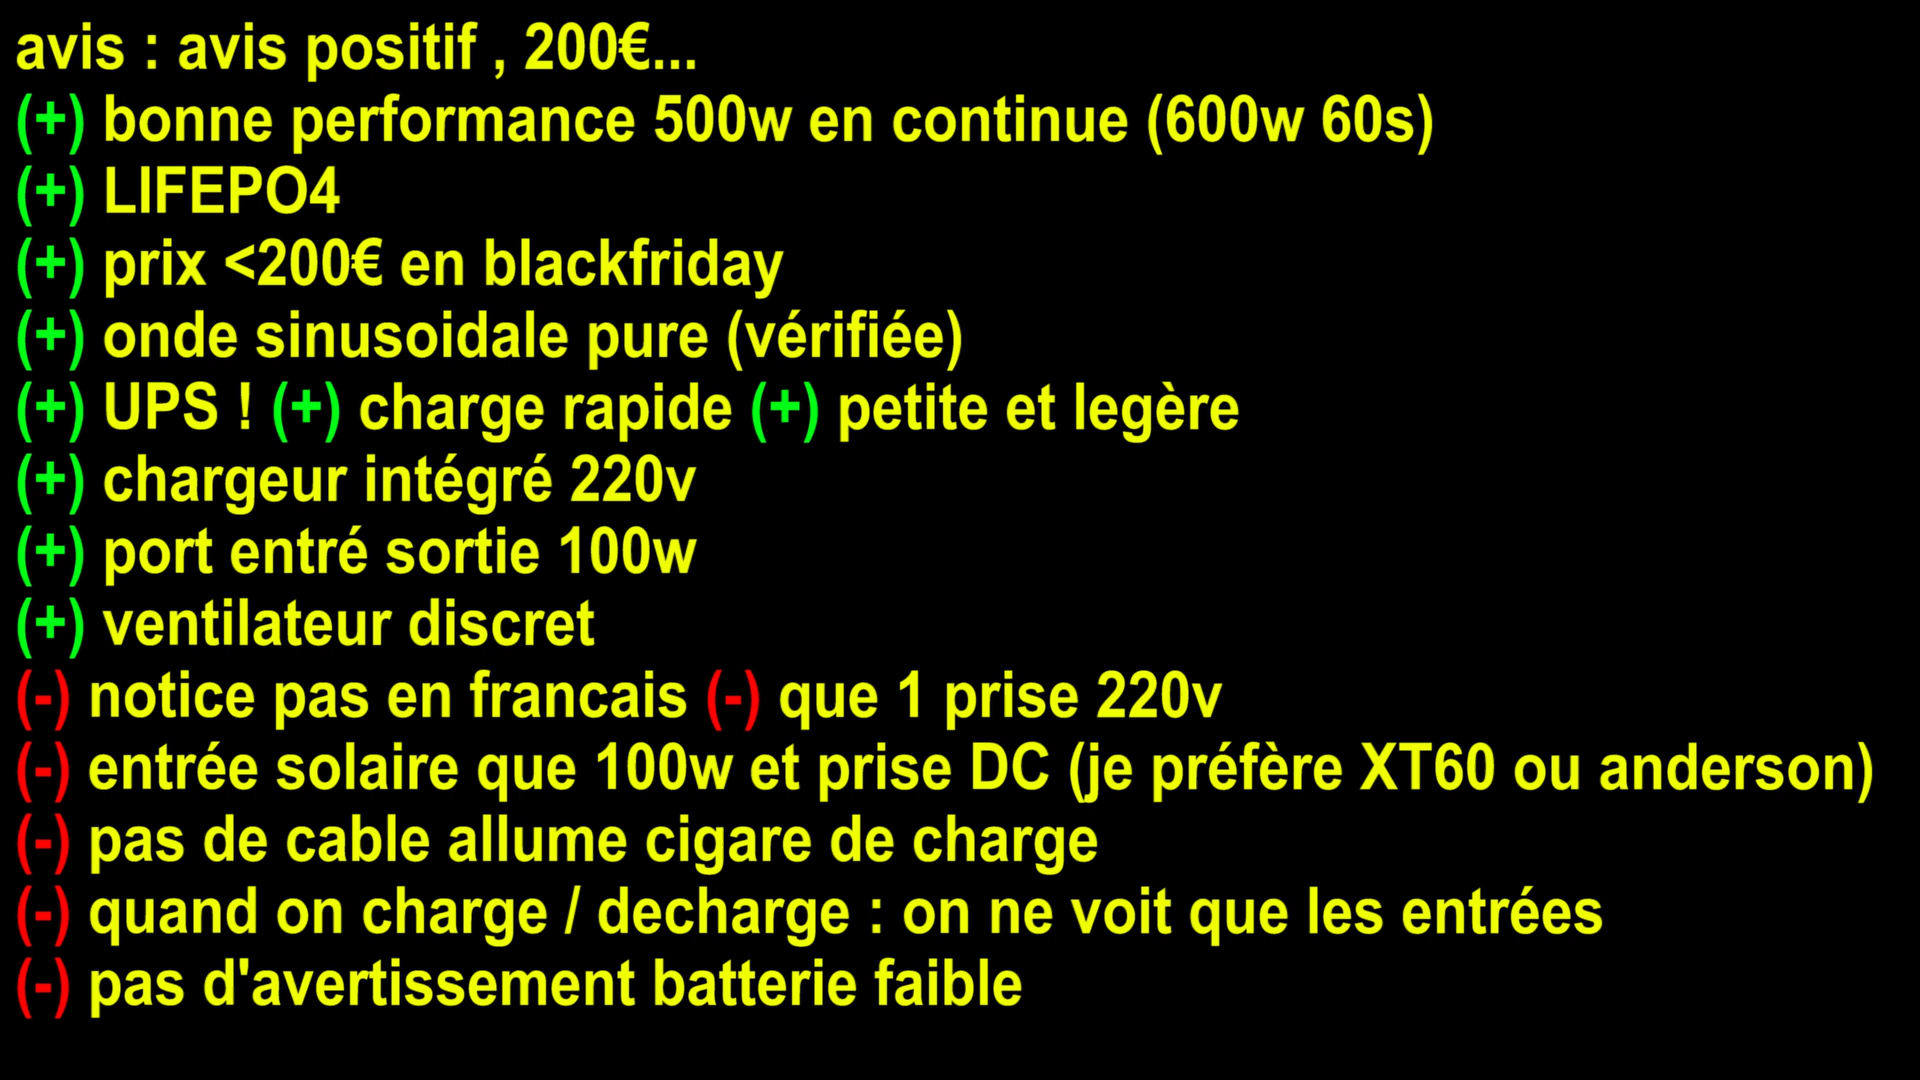 avis : avis positif , 200€...
(+) bonne performance 500w en continue (600w 60s)
(+) LIFEPO4
(+) prix <200€ en blackfriday
(+) onde sinusoidale pure (vérifiée)
(+) UPS ! (+) charge rapide (+) petite et legère
(+) chargeur intégré 220v
(+) port entré sortie 100w
(+) ventilateur discret
(-) notice pas en francais (-) que 1 prise 220v
(-) entrée solaire que 100w et prise DC (je préfère XT60 ou anderson)
(-) pas de cable allume cigare de charge
(-) quand on charge / decharge : on ne voit que les entrées
(-) pas d'avertissement batterie faible